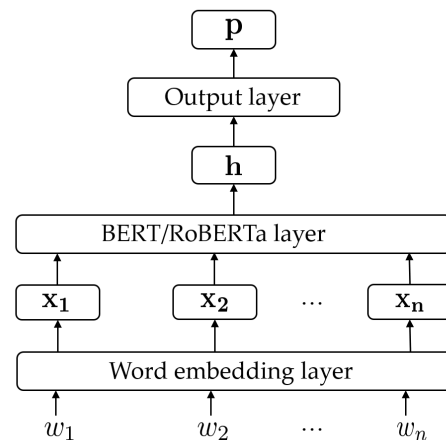 p
Output layer
h
BERT/RoBERTa layer
x₁ x₂ ... xₙ
Word embedding layer
w₁ w₂ ... wₙ